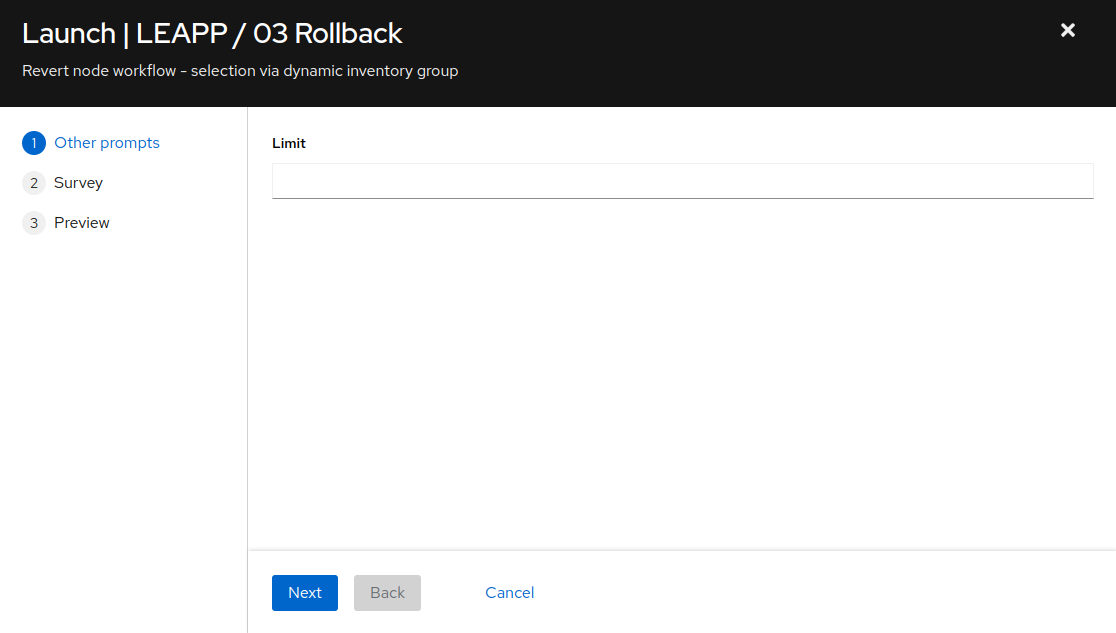 Launch | LEAPP / 03 Rollback
Revert node workflow - selection via dynamic inventory group
1 Other prompts
2 Survey
3 Preview
Limit
Next Back Cancel